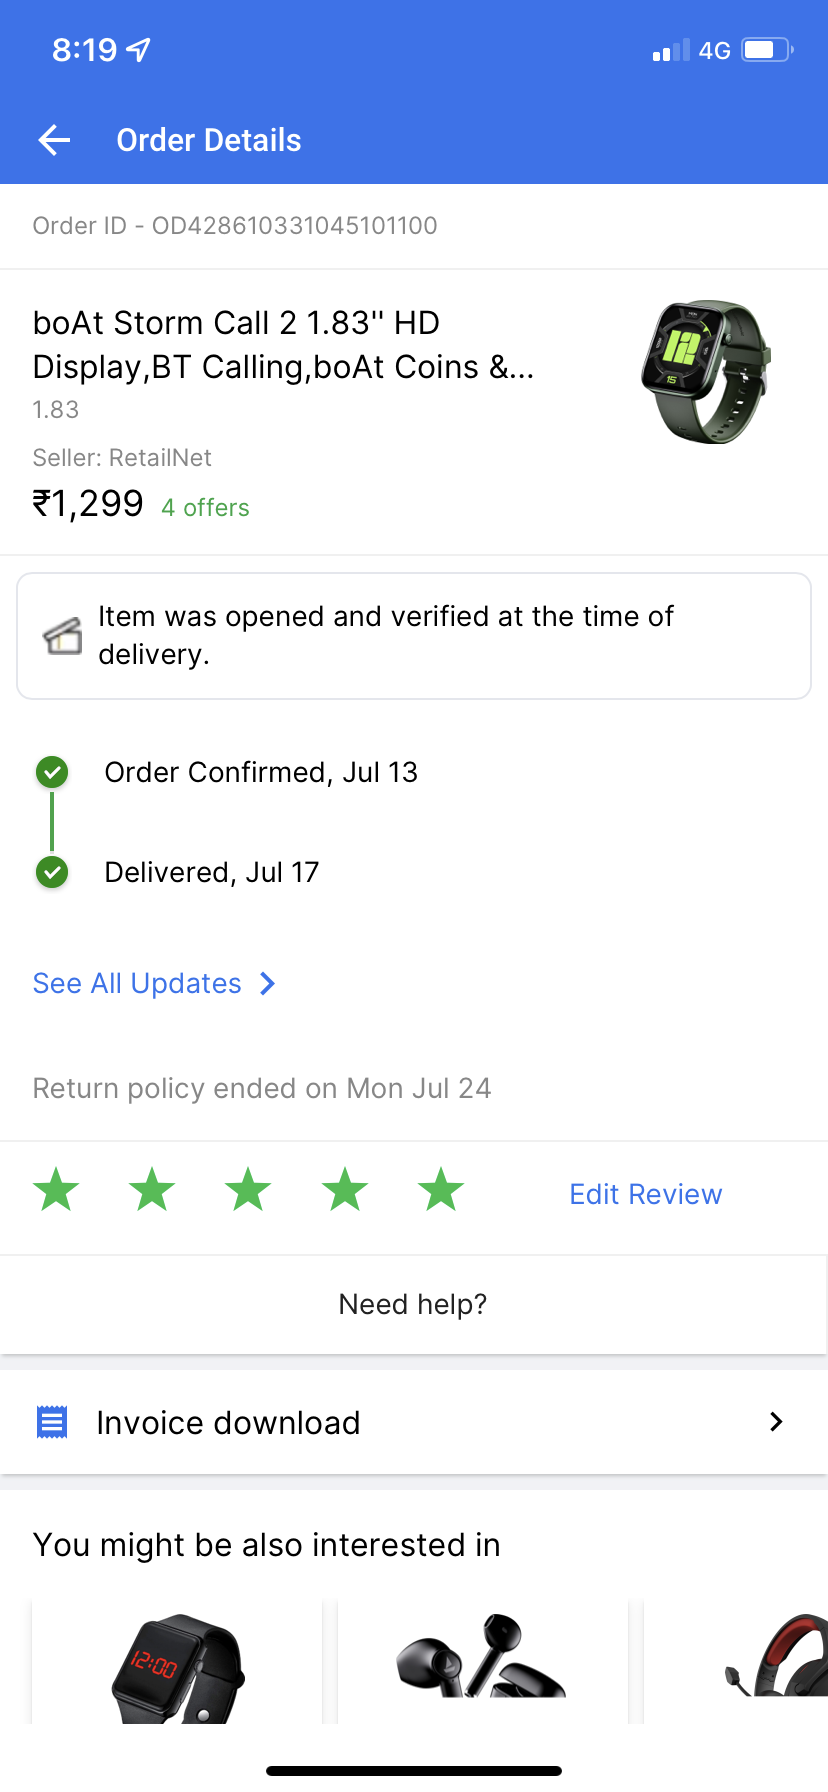 8:19
4G
Order Details
Order ID - OD428610331045101100
boAt Storm Call 2 1.83'' HD
Display,BT Calling,boAt Coins &...
1.83
Seller: RetailNet
₹1,299 4 offers
Item was opened and verified at the time of
delivery.
Order Confirmed, Jul 13
Delivered, Jul 17
See All Updates
Return policy ended on Mon Jul 24
Edit Review
Need help?
Invoice download
You might be also interested in
12:00